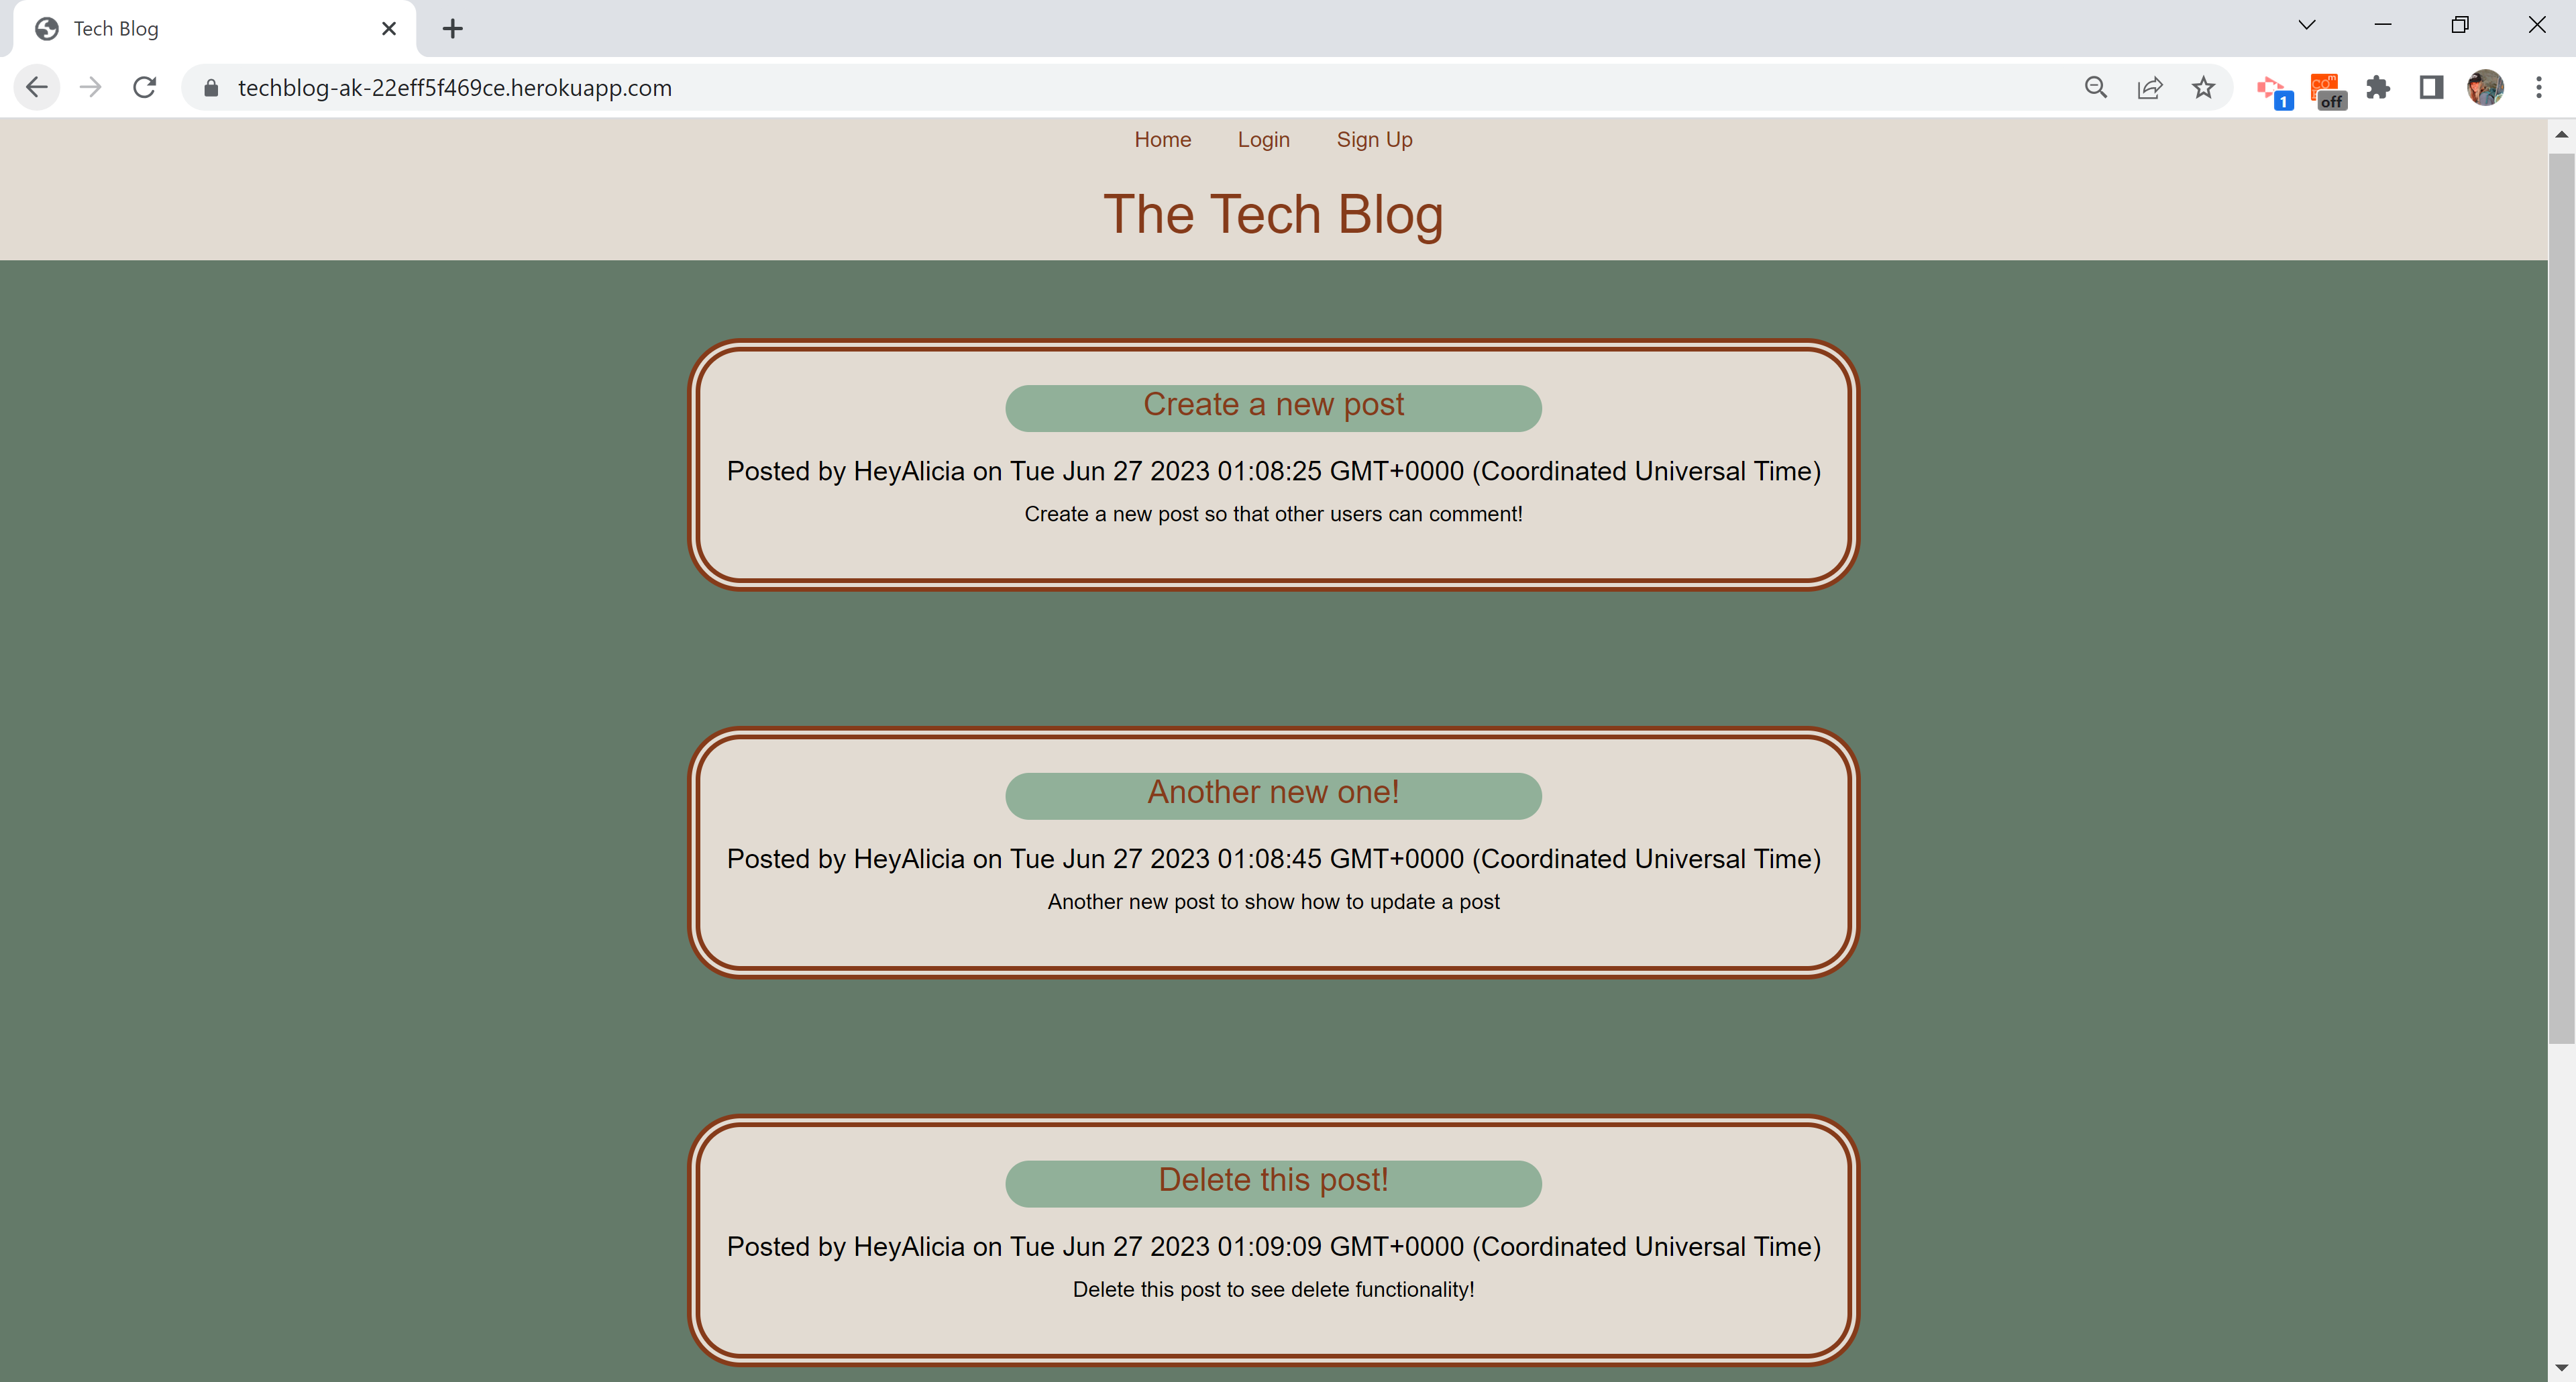 Tech Blog
techblog-ak-22eff5f469ce.herokuapp.com
1
off
Home Login Sign Up
The Tech Blog
Create a new post
Posted by HeyAlicia on Tue Jun 27 2023 01:08:25 GMT+0000 (Coordinated Universal Time)
Create a new post so that other users can comment!
Another new one!
Posted by HeyAlicia on Tue Jun 27 2023 01:08:45 GMT+0000 (Coordinated Universal Time)
Another new post to show how to update a post
Delete this post!
Posted by HeyAlicia on Tue Jun 27 2023 01:09:09 GMT+0000 (Coordinated Universal Time)
Delete this post to see delete functionality!